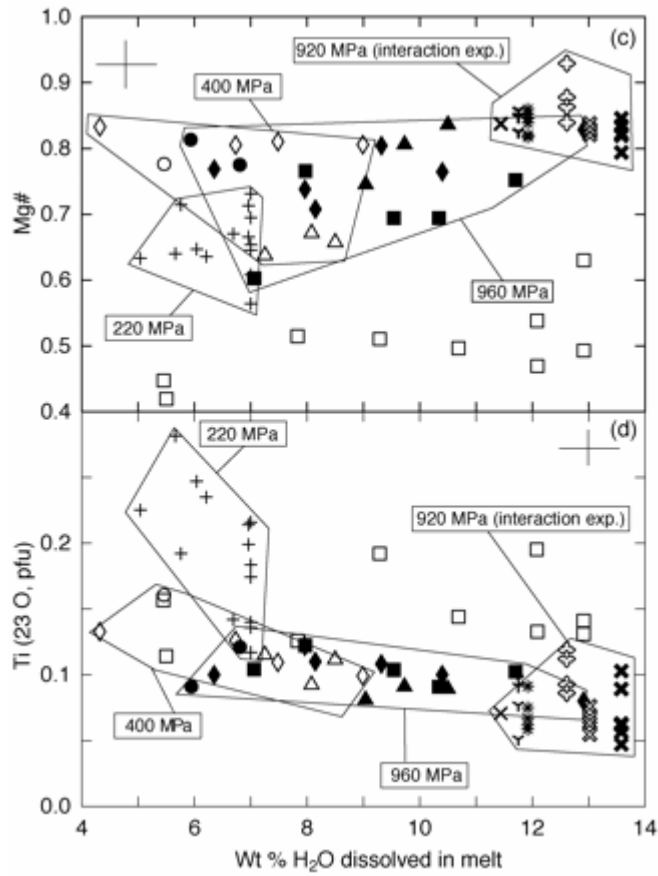 (c)
920 MPa (interaction exp.)
400 MPa
220 MPa
960 MPa
Mg#
1.0
0.9
0.8
0.7
0.6
0.5
0.4
(d)
220 MPa
920 MPa (interaction exp.)
400 MPa
960 MPa
Ti (23 O, pfu)
0.2
0.1
0.0
4 6 8 10 12 14
Wt % H₂O dissolved in melt